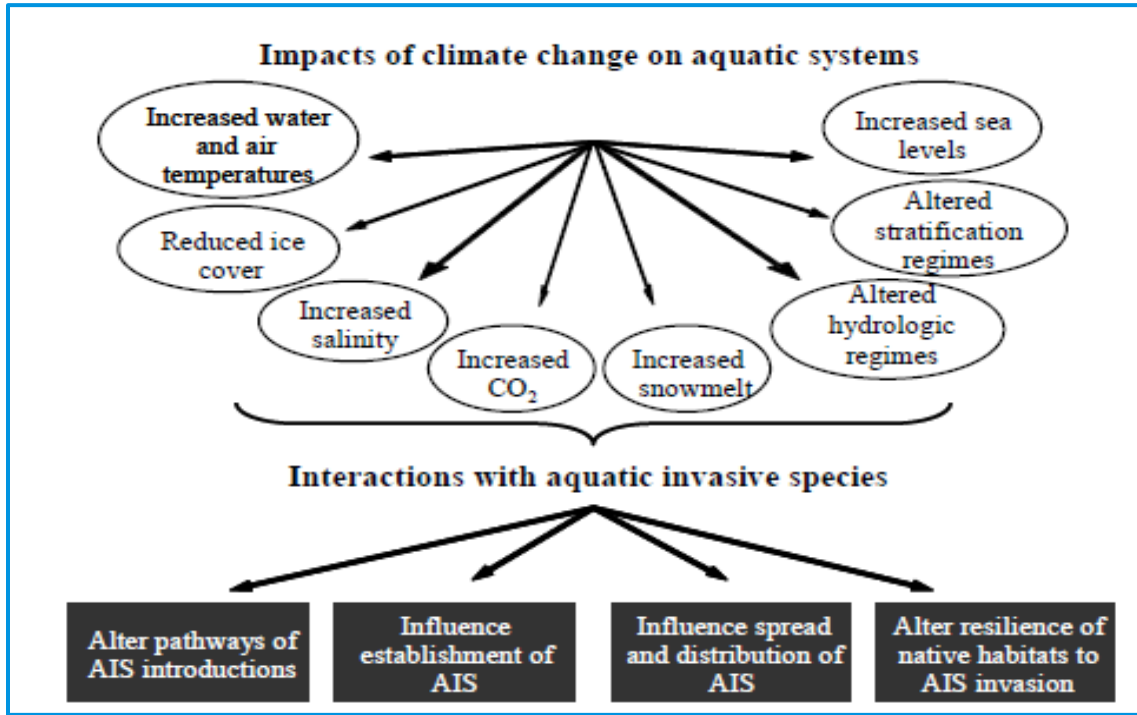 Impacts of climate change on aquatic systems
Increased water
and air
temperatures
Increased sea
levels
Reduced ice
cover
Altered
stratification
regimes
Increased
salinity
Altered
hydrologic
regimes
Increased
CO₂
Increased
snowmelt
Interactions with aquatic invasive species
Alter pathways of
AIS introductions
Influence
establishment of
AIS
Influence spread
and distribution of
AIS
Alter resilience of
native habitats to
AIS invasion